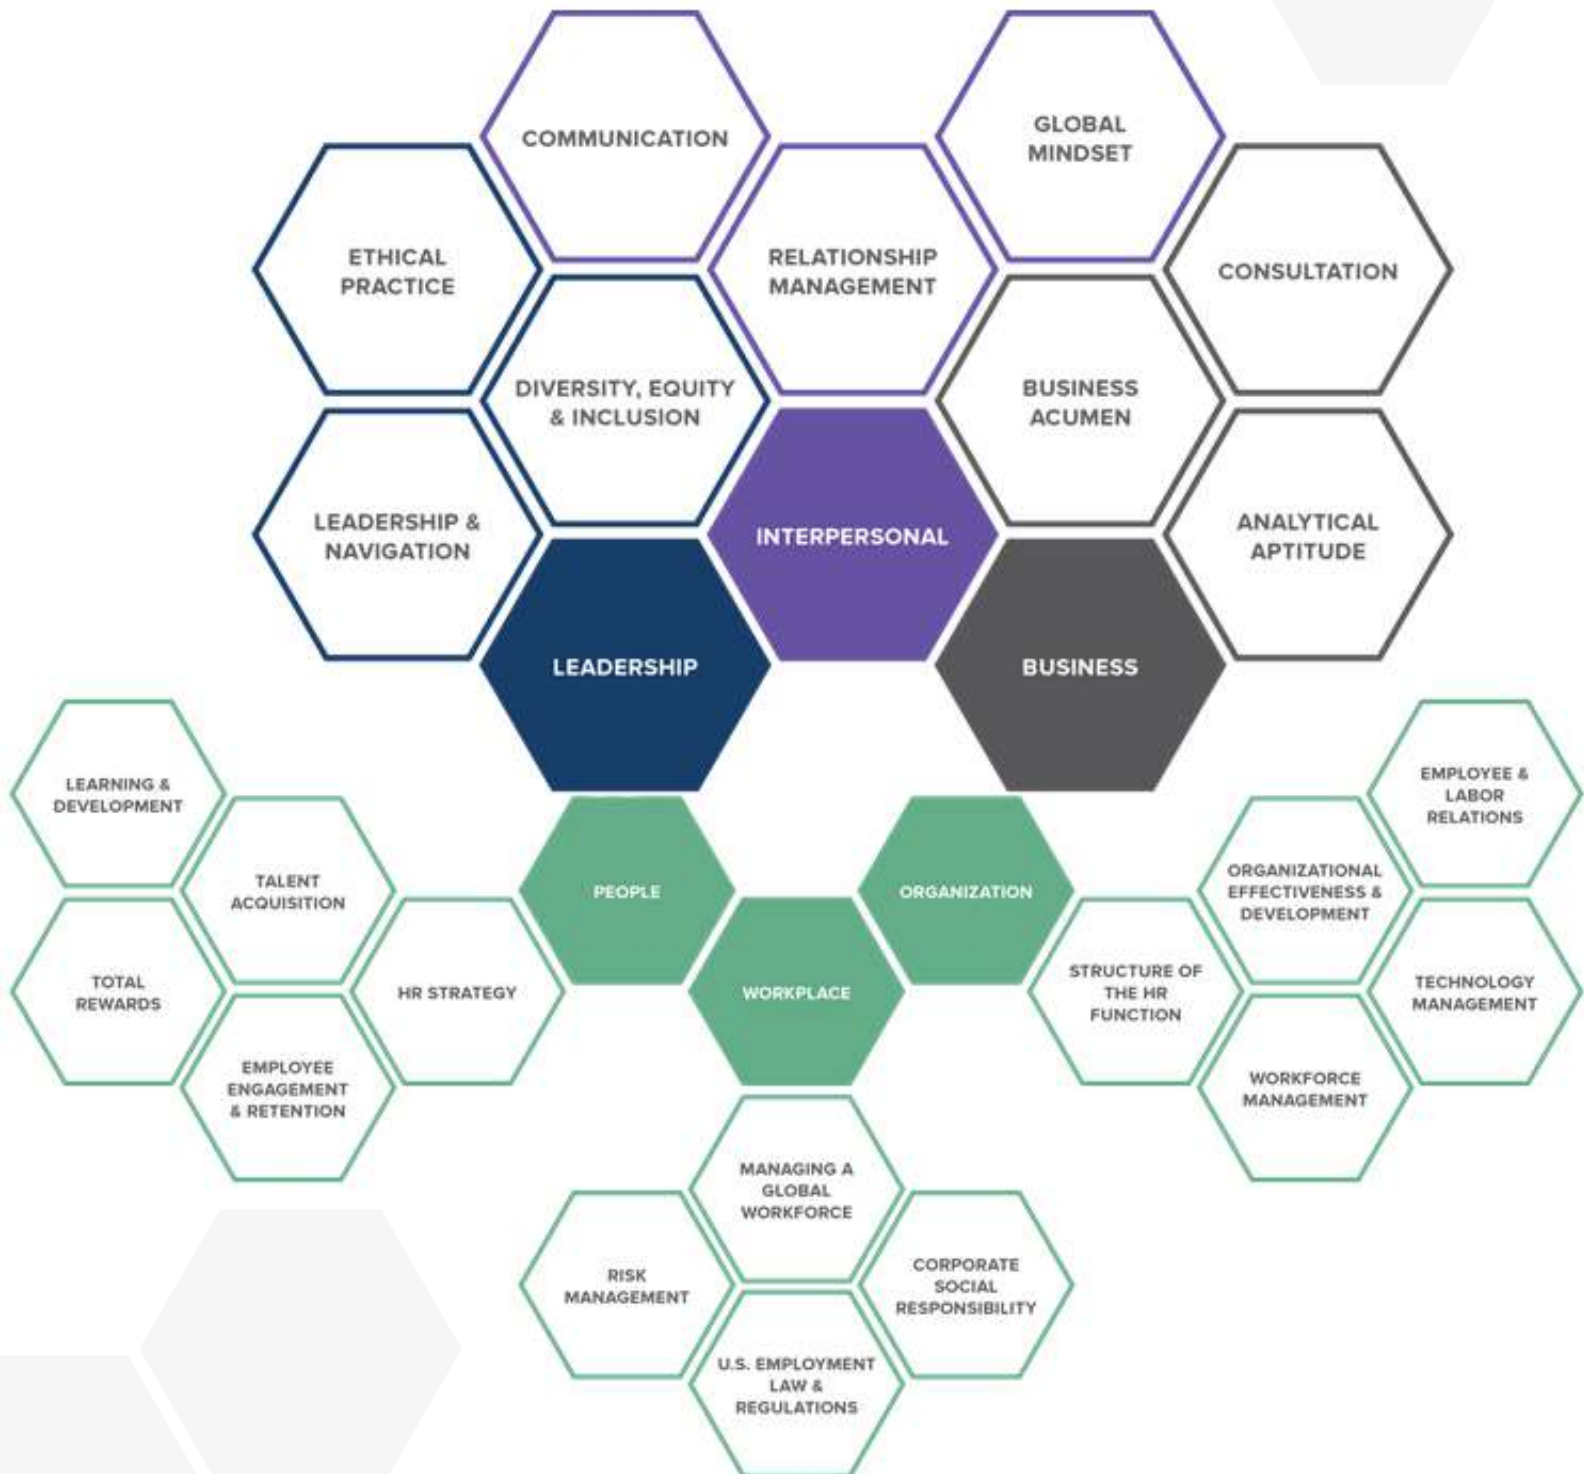 COMMUNICATION
GLOBAL
MINDSET
ETHICAL
PRACTICE
RELATIONSHIP
MANAGEMENT
CONSULTATION
DIVERSITY, EQUITY
& INCLUSION
BUSINESS
ACUMEN
LEADERSHIP &
NAVIGATION
INTERPERSONAL
ANALYTICAL
APTITUDE
LEADERSHIP
BUSINESS
LEARNING &
DEVELOPMENT
TALENT
ACQUISITION
TOTAL
REWARDS
HR STRATEGY
EMPLOYEE
ENGAGEMENT
& RETENTION
PEOPLE
WORKPLACE
ORGANIZATION
EMPLOYEE &
LABOR
RELATIONS
ORGANIZATIONAL
EFFECTIVENESS &
DEVELOPMENT
STRUCTURE OF
THE HR
FUNCTION
TECHNOLOGY
MANAGEMENT
WORKFORCE
MANAGEMENT
MANAGING A
GLOBAL
WORKFORCE
RISK
MANAGEMENT
CORPORATE
SOCIAL
RESPONSIBILITY
U.S. EMPLOYMENT
LAW &
REGULATIONS